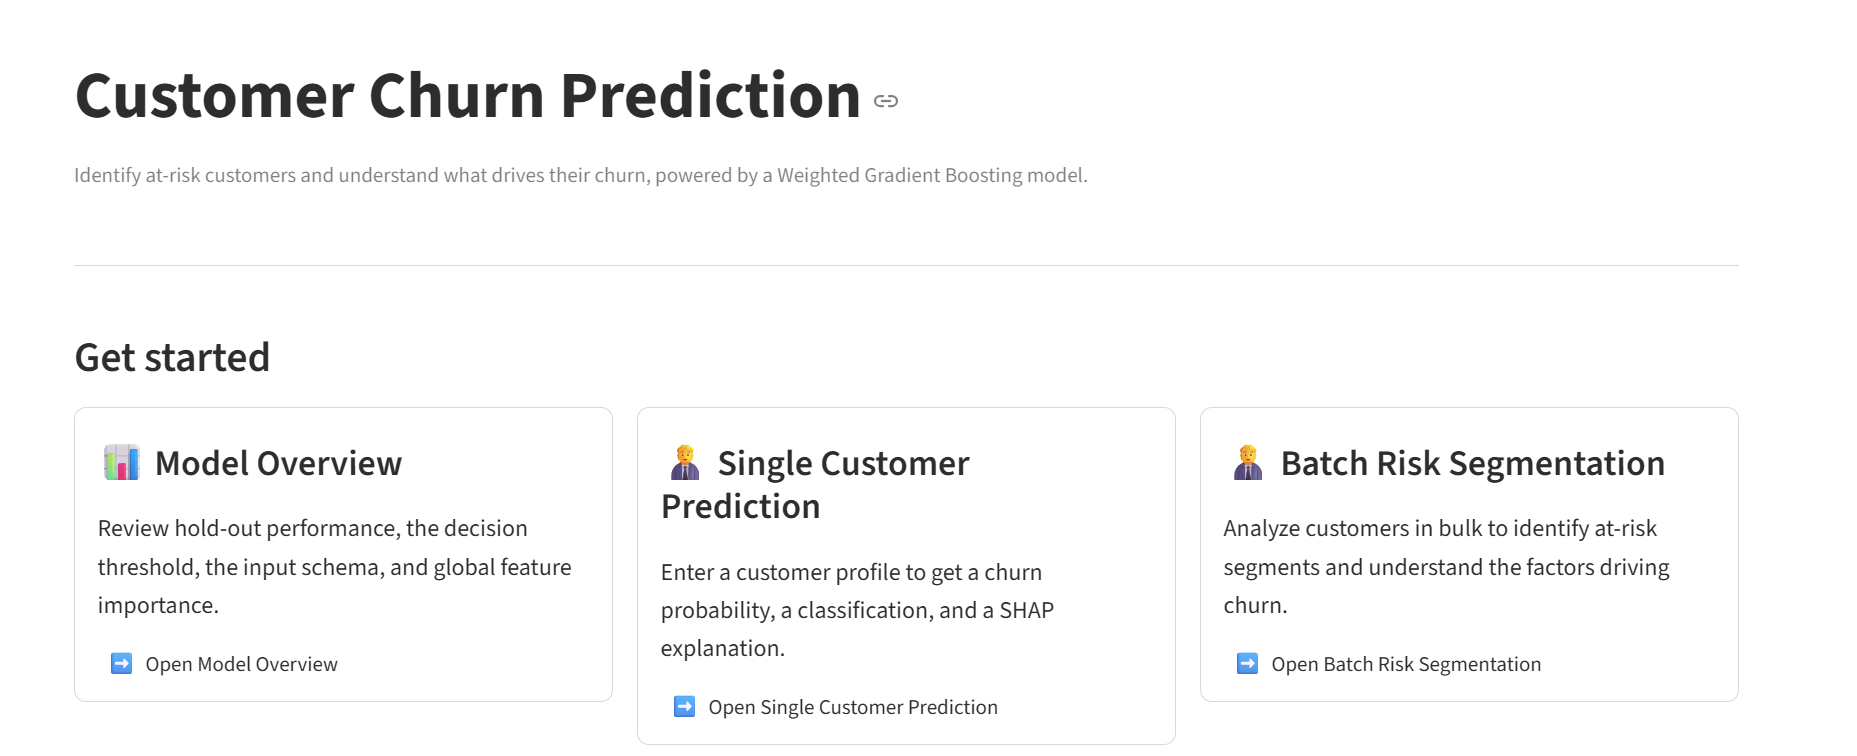 Customer Churn Prediction
Identify at-risk customers and understand what drives their churn, powered by a Weighted Gradient Boosting model.
Get started
Model Overview
Review hold-out performance, the decision
threshold, the input schema, and global feature
importance.
Open Model Overview
Single Customer
Prediction
Enter a customer profile to get a churn
probability, a classification, and a SHAP
explanation.
Open Single Customer Prediction
Batch Risk Segmentation
Analyze customers in bulk to identify at-risk
segments and understand the factors driving
churn.
Open Batch Risk Segmentation